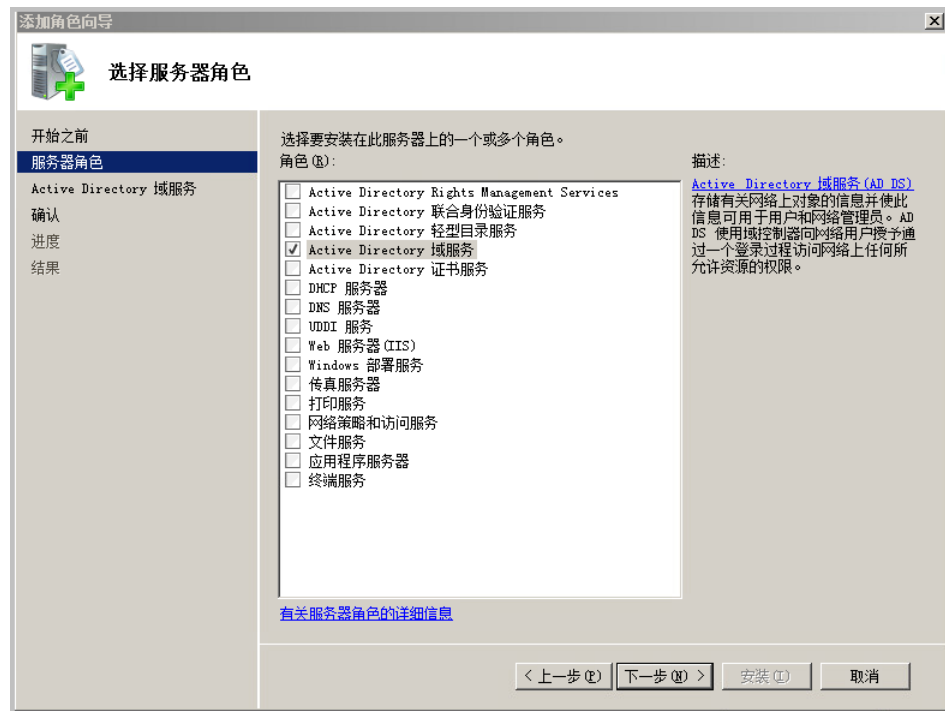 添加角色向导
选择服务器角色
开始之前
服务器角色
Active Directory 域服务
确认
进度
结果
选择要安装在此服务器上的一个或多个角色。
角色(R):
Active Directory Rights Management Services
Active Directory 联合身份验证服务
Active Directory 轻型目录服务
Active Directory 域服务
Active Directory 证书服务
DHCP 服务器
DNS 服务器
UDDI 服务
Web 服务器(IIS)
Windows 部署服务
传真服务器
打印服务
网络策略和访问服务
文件服务
应用程序服务器
终端服务
有关服务器角色的详细信息
描述:
Active Directory 域服务(AD DS)
存储有关网络上对象的信息并使此
信息可用于用户和网络管理员。AD
DS 使用域控制器向网络用户授予通
过一个登录过程访问网络上任何所
允许资源的权限。
< 上一步(P)
下一步(N) >
安装(I)
取消